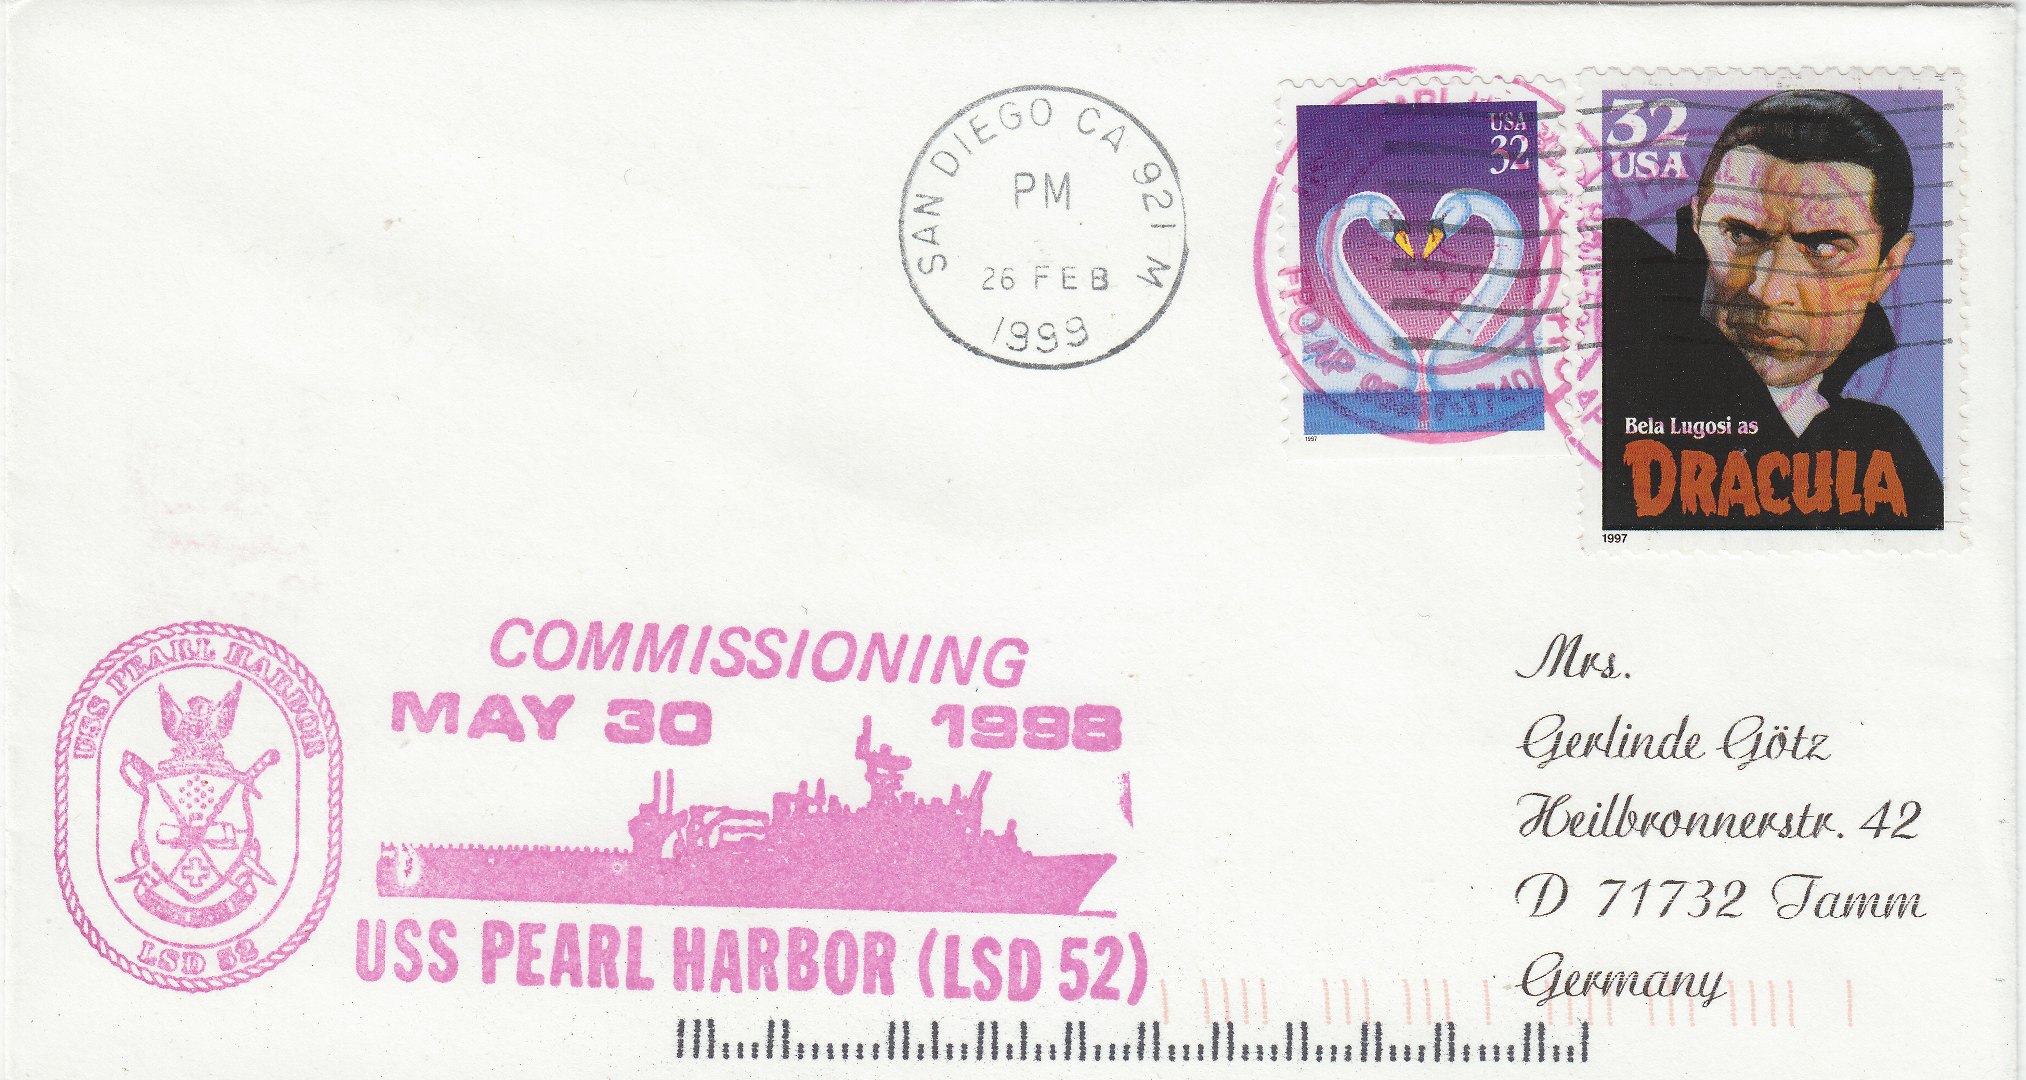 SAN DIEGO CA 921 M
PM
26 FEB
1999
USA
32
1997
32
USA
Bela Lugosi as
DRACULA
1997
FPO AP
COMMISSIONING
MAY 30 1998
USS PEARL HARBOR (LSD 52)
USS PEARL HARBOR
LSD 52
Mrs.
Gerlinde Götz
Heilbronnerstr. 42
D 71732 Tamm
Germany